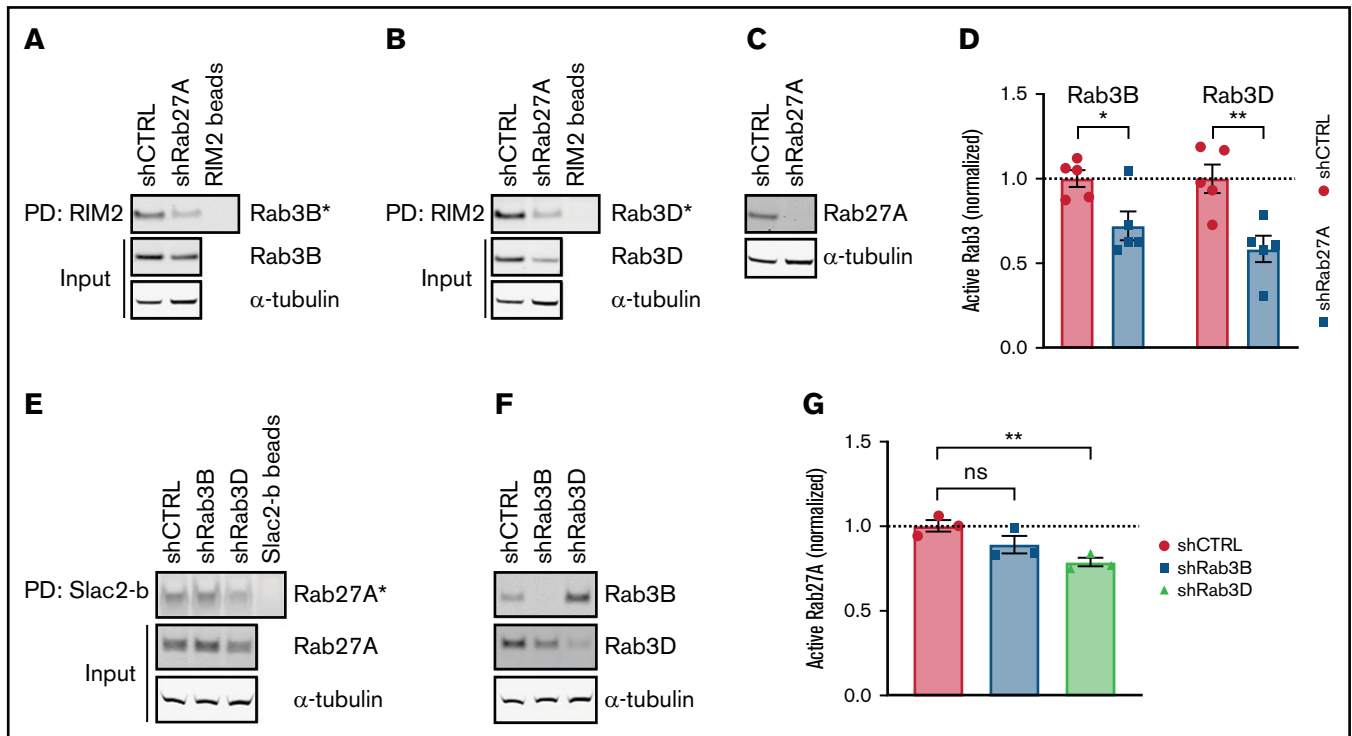 A
shCTRL
shRab27A
RIM2 beads
PD: RIM2
Rab3B*
Input
Rab3B
α-tubulin
B
shCTRL
shRab27A
RIM2 beads
PD: RIM2
Rab3D*
Input
Rab3D
α-tubulin
C
shCTRL
shRab27A
Rab27A
α-tubulin
D
Active Rab3 (normalized)
1.5
1.0
0.5
0.0
Rab3B
Rab3D
*
**
shCTRL
shRab27A
E
shCTRL
shRab3B
shRab3D
Slac2-b beads
PD: Slac2-b
Rab27A*
Input
Rab27A
α-tubulin
F
shCTRL
shRab3B
shRab3D
Rab3B
Rab3D
α-tubulin
G
Active Rab27A (normalized)
1.5
1.0
0.5
0.0
**
ns
shCTRL
shRab3B
shRab3D